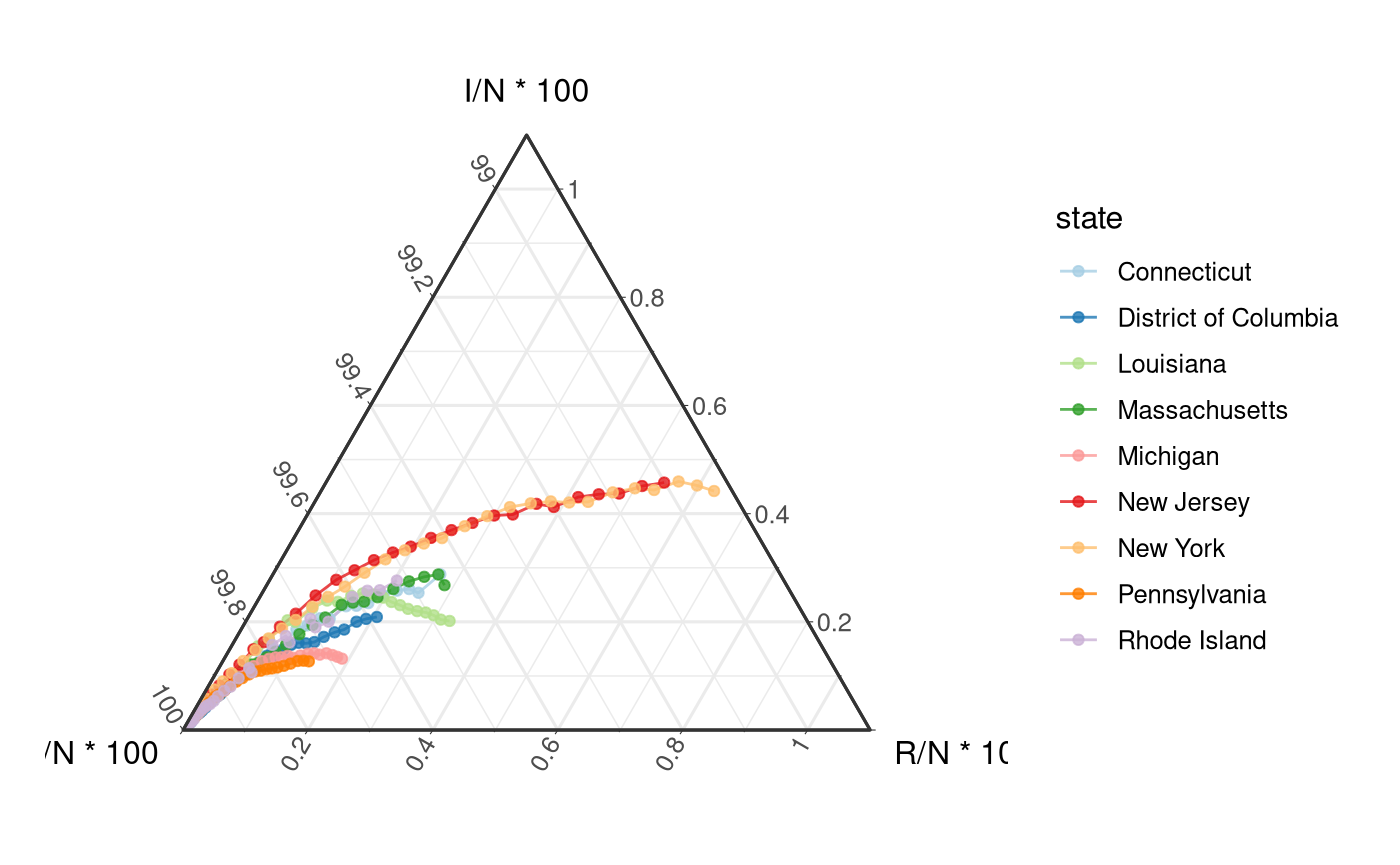 I/N * 100
99
1
99.2
0.8
99.4
0.6
99.6
0.4
99.8
0.2
100
/N * 100
0.2
0.4
0.6
0.8
1
R/N * 10
state
Connecticut
District of Columbia
Louisiana
Massachusetts
Michigan
New Jersey
New York
Pennsylvania
Rhode Island